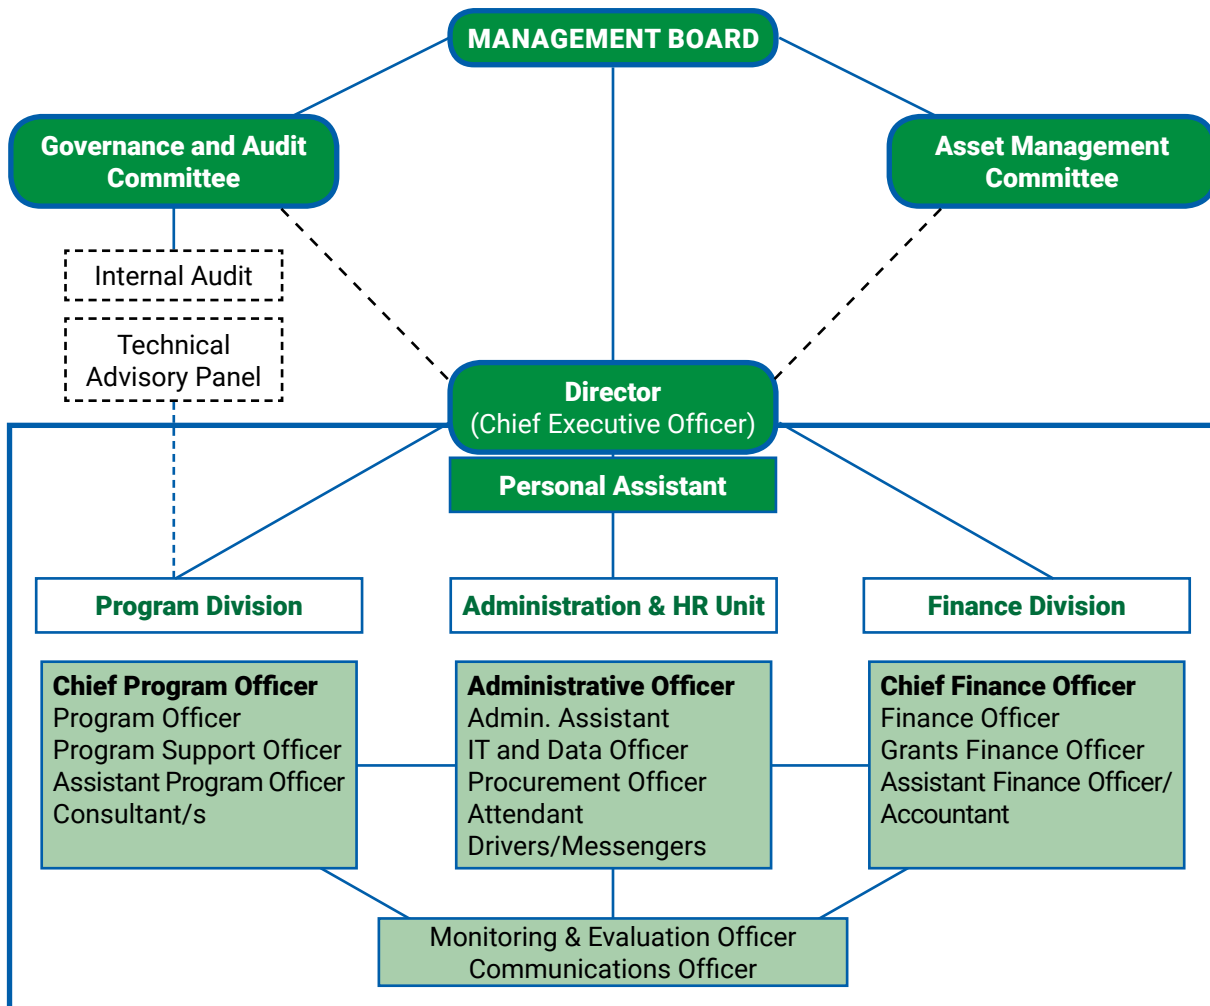 MANAGEMENT BOARD
Governance and Audit
Committee
Asset Management
Committee
Internal Audit
Technical
Advisory Panel
Director
(Chief Executive Officer)
Personal Assistant
Program Division
Administration & HR Unit
Finance Division
Chief Program Officer
Program Officer
Program Support Officer
Assistant Program Officer
Consultant/s
Administrative Officer
Admin. Assistant
IT and Data Officer
Procurement Officer
Attendant
Drivers/Messengers
Chief Finance Officer
Finance Officer
Grants Finance Officer
Assistant Finance Officer/
Accountant
Monitoring & Evaluation Officer
Communications Officer